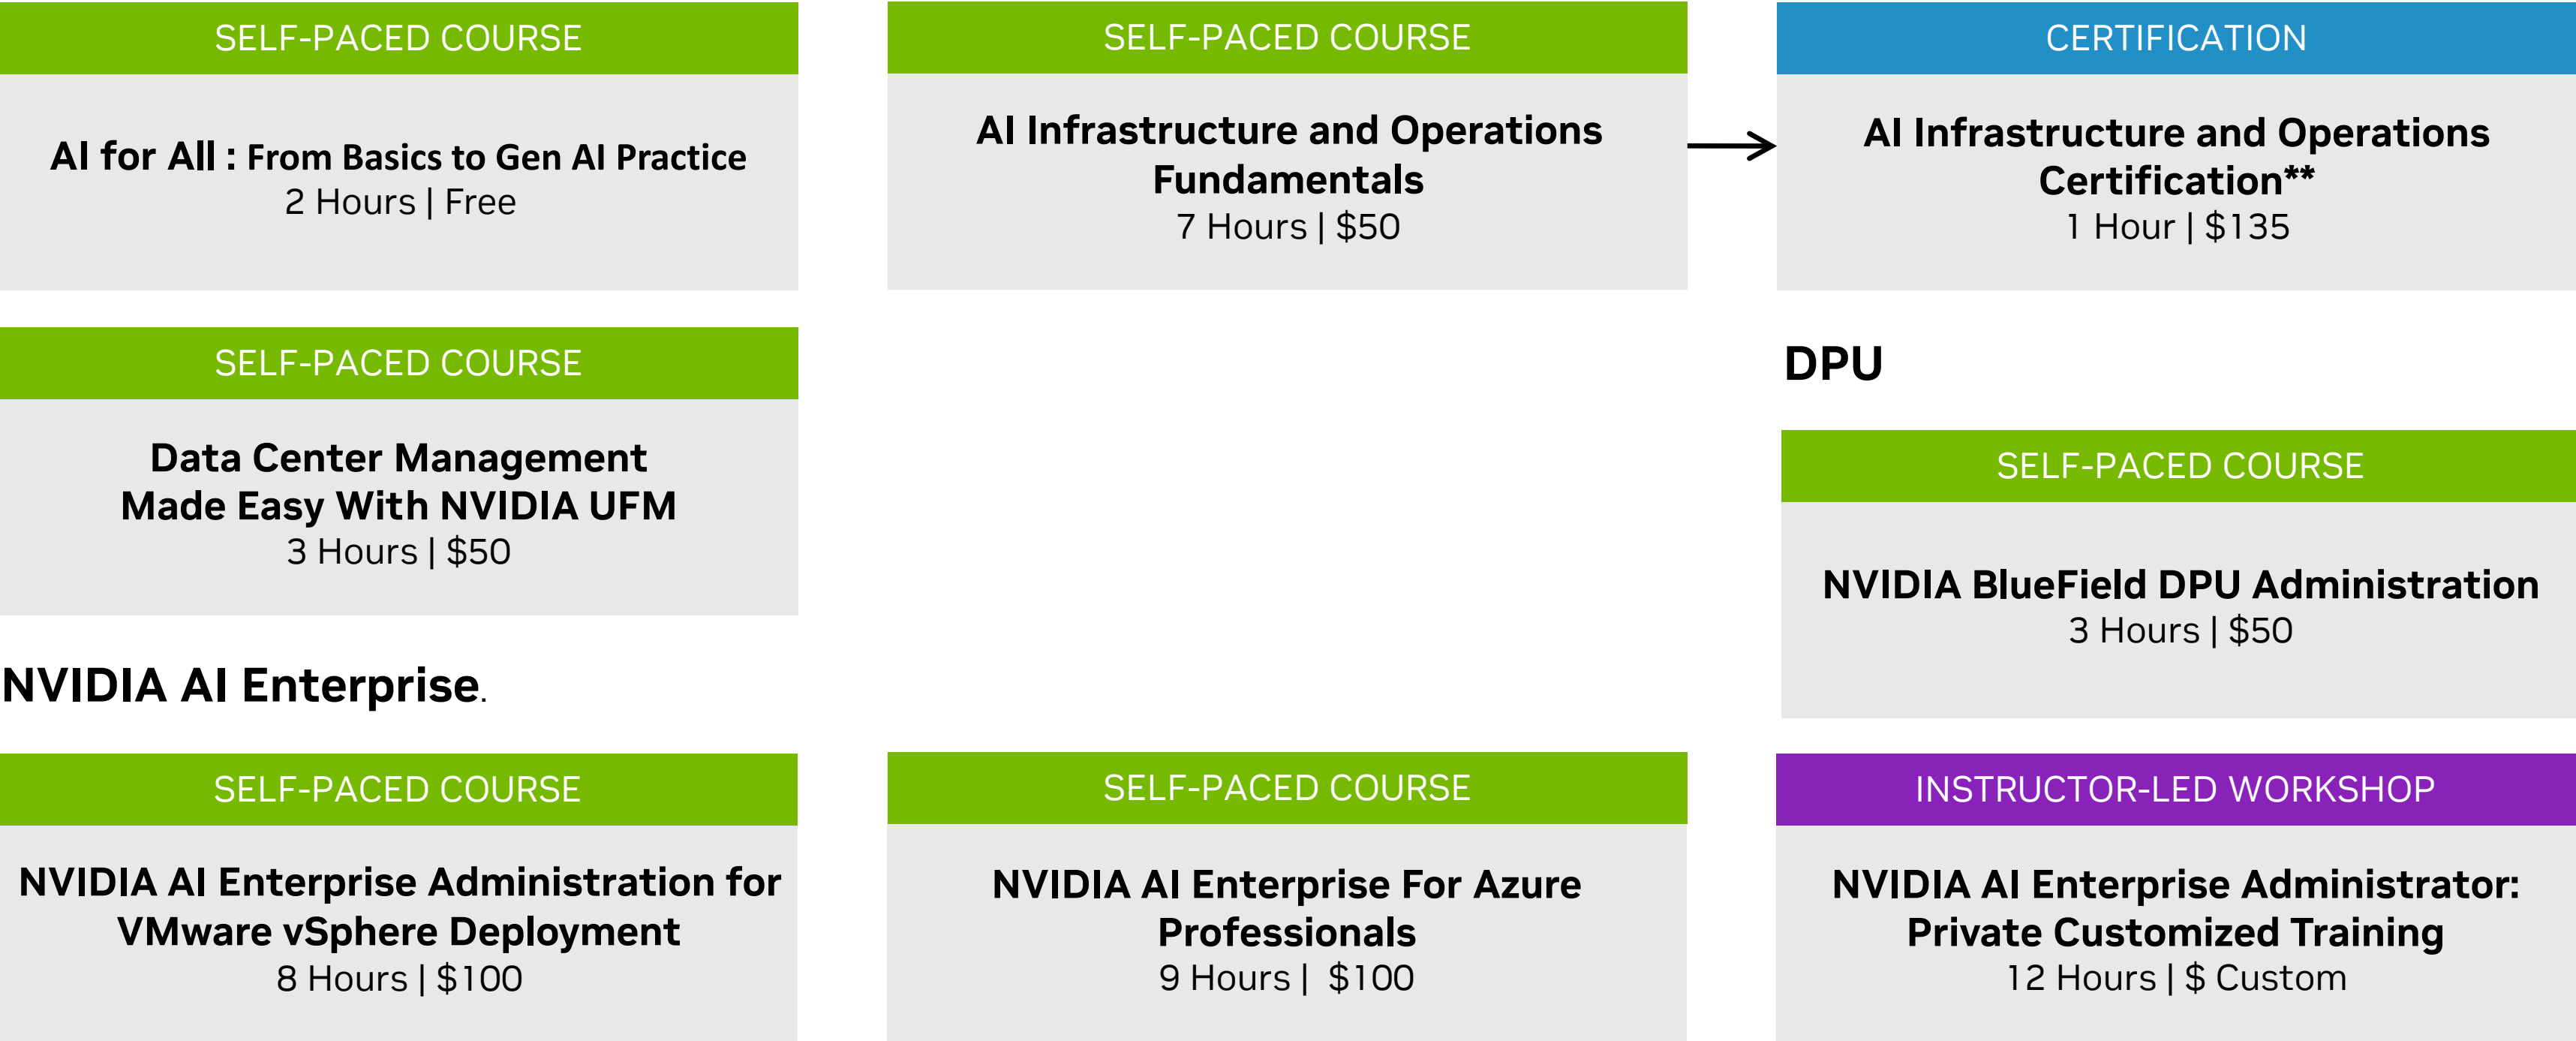 SELF-PACED COURSE
AI for All : From Basics to Gen AI Practice
2 Hours | Free
SELF-PACED COURSE
AI Infrastructure and Operations
Fundamentals
7 Hours | $50
CERTIFICATION
AI Infrastructure and Operations
Certification**
1 Hour | $135
SELF-PACED COURSE
Data Center Management
Made Easy With NVIDIA UFM
3 Hours | $50
DPU
SELF-PACED COURSE
NVIDIA BlueField DPU Administration
3 Hours | $50
NVIDIA AI Enterprise.
SELF-PACED COURSE
NVIDIA AI Enterprise Administration for
VMware vSphere Deployment
8 Hours | $100
SELF-PACED COURSE
NVIDIA AI Enterprise For Azure
Professionals
9 Hours | $100
INSTRUCTOR-LED WORKSHOP
NVIDIA AI Enterprise Administrator:
Private Customized Training
12 Hours | $ Custom